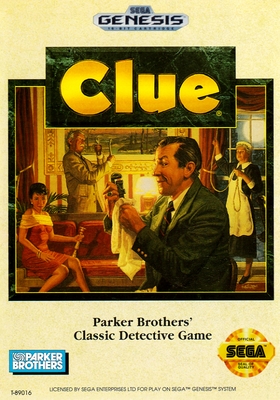 SEGA
GENESIS
16-BIT CARTRIDGE
Clue®
Parker Brothers'
Classic Detective Game
PARKER
BROTHERS
OFFICIAL
SEGA
SEAL OF
QUALITY
T-89016
LICENSED BY SEGA ENTERPRISES LTD FOR PLAY ON SEGA™ GENESIS™ SYSTEM